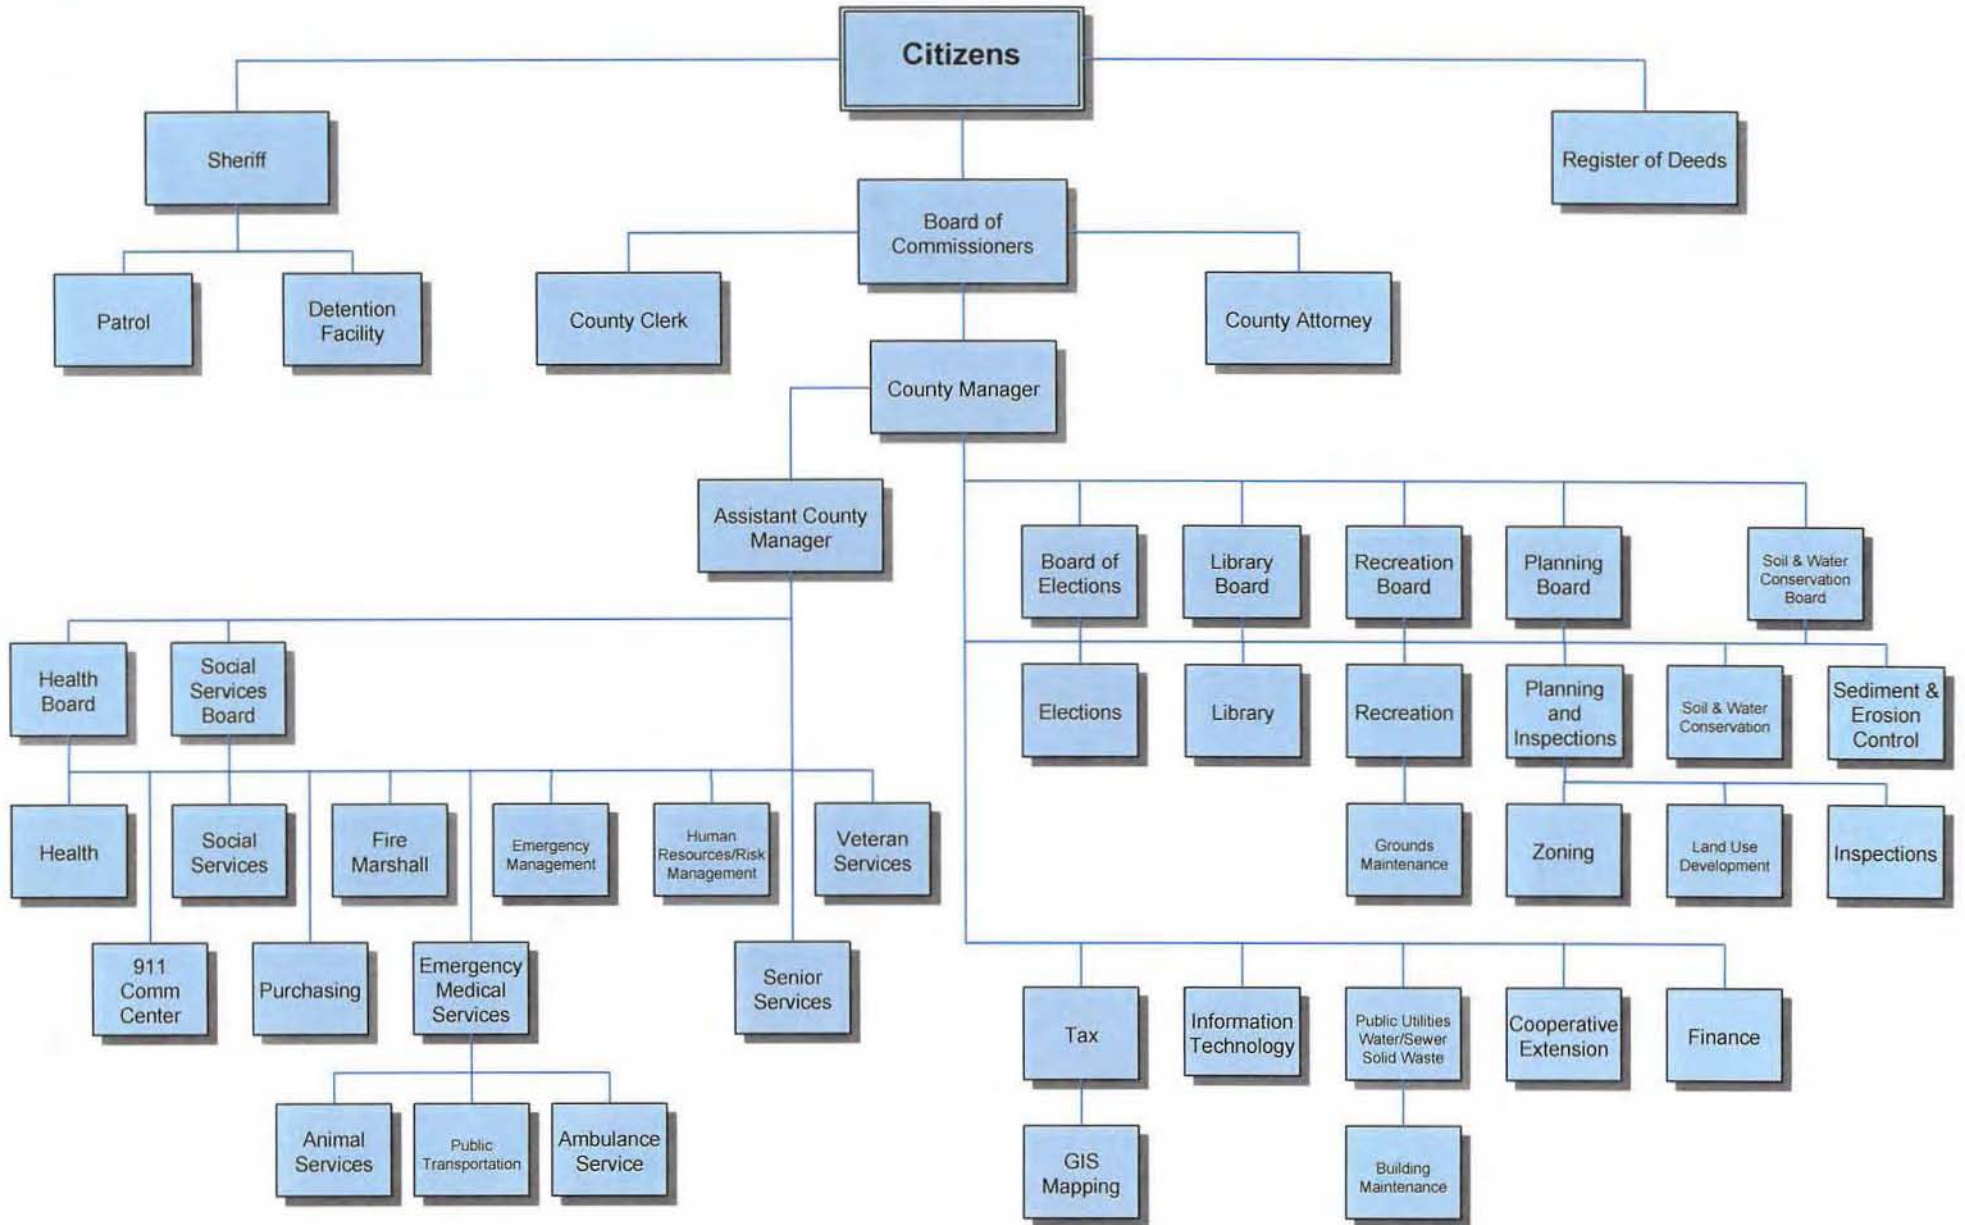 Citizens
Sheriff
Register of Deeds
Board of
Commissioners
Patrol
Detention
Facility
County Clerk
County Attorney
County Manager
Assistant County
Manager
Board of
Elections
Library
Board
Recreation
Board
Planning
Board
Soil & Water
Conservation
Board
Health
Board
Social
Services
Board
Elections
Library
Recreation
Planning
and
Inspections
Soil & Water
Conservation
Sediment &
Erosion
Control
Health
Social
Services
Fire
Marshall
Emergency
Management
Human
Resources/Risk
Management
Veteran
Services
Grounds
Maintenance
Zoning
Land Use
Development
Inspections
911
Comm
Center
Purchasing
Emergency
Medical
Services
Senior
Services
Tax
Information
Technology
Public Utilities
Water/Sewer
Solid Waste
Cooperative
Extension
Finance
Animal
Services
Public
Transportation
Ambulance
Service
GIS
Mapping
Building
Maintenance